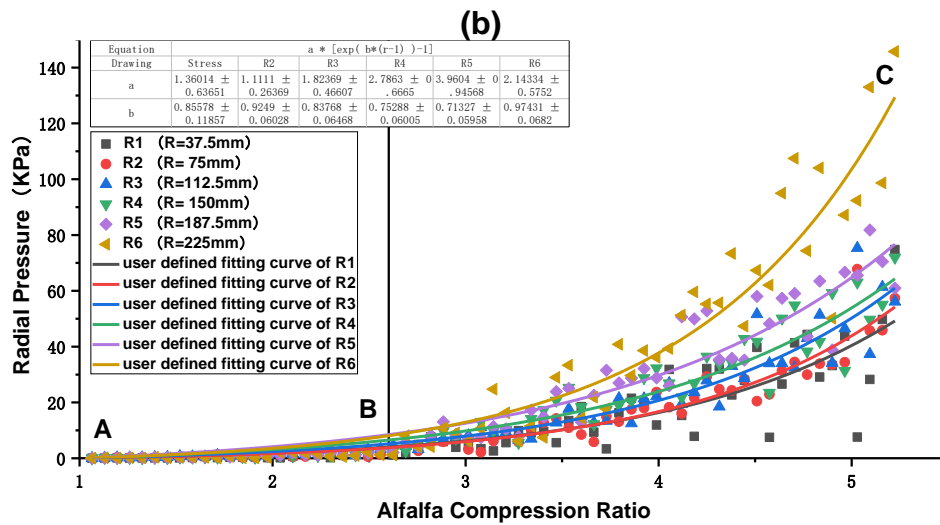 (b)
Equation a * [exp( b*(r-1) )-1]
Drawing Stress R2 R3 R4 R5 R6
a 1.36014 ± 0.63651 1.1111 ± 0.26369 1.82369 ± 0.46607 2.7863 ± 0.6665 3.9604 ± 0.94568 2.14334 ± 0.5752
b 0.85578 ± 0.11857 0.9249 ± 0.06028 0.83768 ± 0.06468 0.75288 ± 0.06005 0.71327 ± 0.05958 0.97431 ± 0.0682
R1 (R=37.5mm)
R2 (R= 75mm)
R3 (R=112.5mm)
R4 (R= 150mm)
R5 (R=187.5mm)
R6 (R=225mm)
user defined fitting curve of R1
user defined fitting curve of R2
user defined fitting curve of R3
user defined fitting curve of R4
user defined fitting curve of R5
user defined fitting curve of R6
A
B
C
Radial Pressure (KPa)
140
120
100
80
60
40
20
0
1 2 3 4 5
Alfalfa Compression Ratio